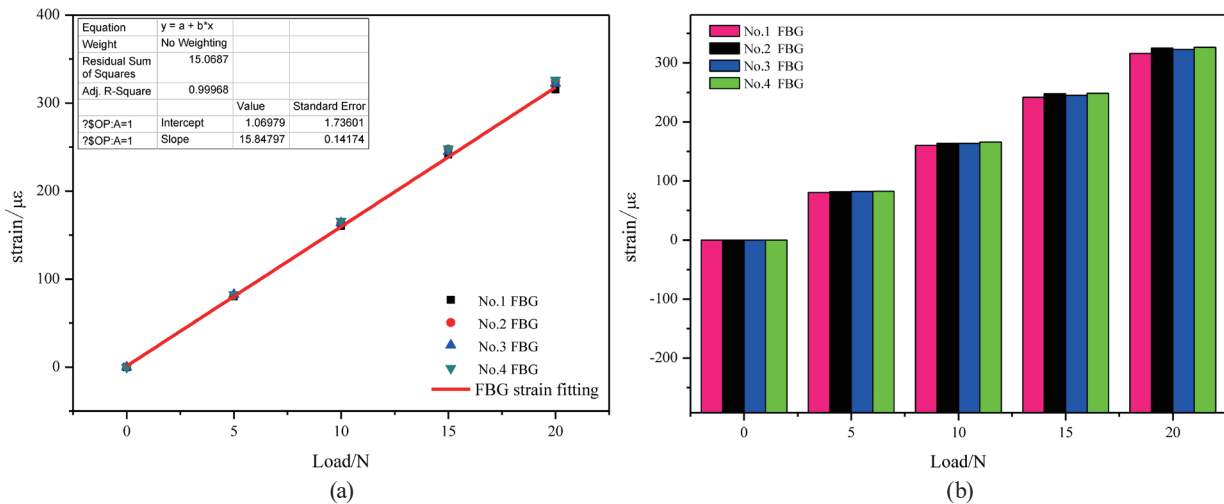 400
300
200
100
0
strain/με
Equation y = a + b*x
Weight No Weighting
Residual Sum of Squares 15.0687
Adj. R-Square 0.99968
Value Standard Error
?$OP:A=1 Intercept 1.06979 1.73601
?$OP:A=1 Slope 15.84797 0.14174
No.1 FBG
No.2 FBG
No.3 FBG
No.4 FBG
FBG strain fitting
0 5 10 15 20
Load/N
(a)
300
200
100
0
-100
-200
strain/με
No.1 FBG
No.2 FBG
No.3 FBG
No.4 FBG
0 5 10 15 20
Load/N
(b)